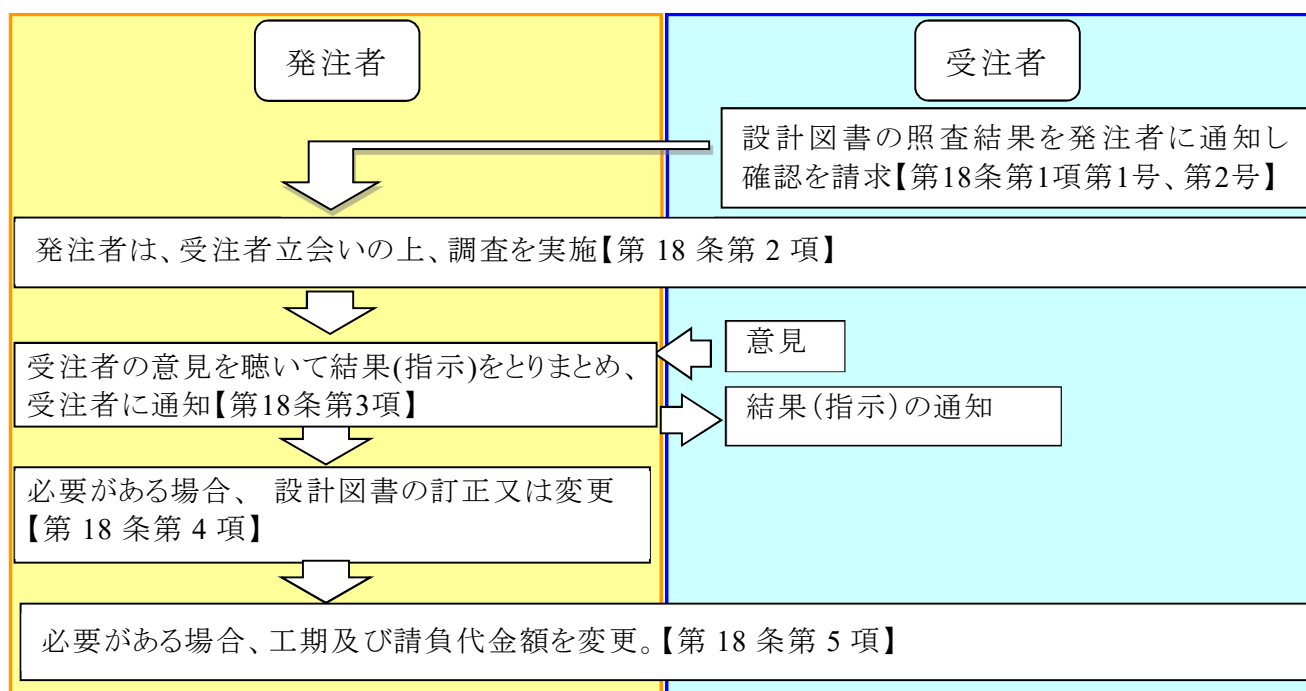 発注者
受注者
設計図書の照査結果を発注者に通知し
確認を請求【第18条第1項第1号、第2号】
発注者は、受注者立会いの上、調査を実施【第 18 条第 2 項】
意見
受注者の意見を聴いて結果(指示)をとりまとめ、
受注者に通知【第18条第3項】
結果(指示)の通知
必要がある場合、 設計図書の訂正又は変更
【第 18 条第 4 項】
必要がある場合、工期及び請負代金額を変更。【第 18 条第 5 項】